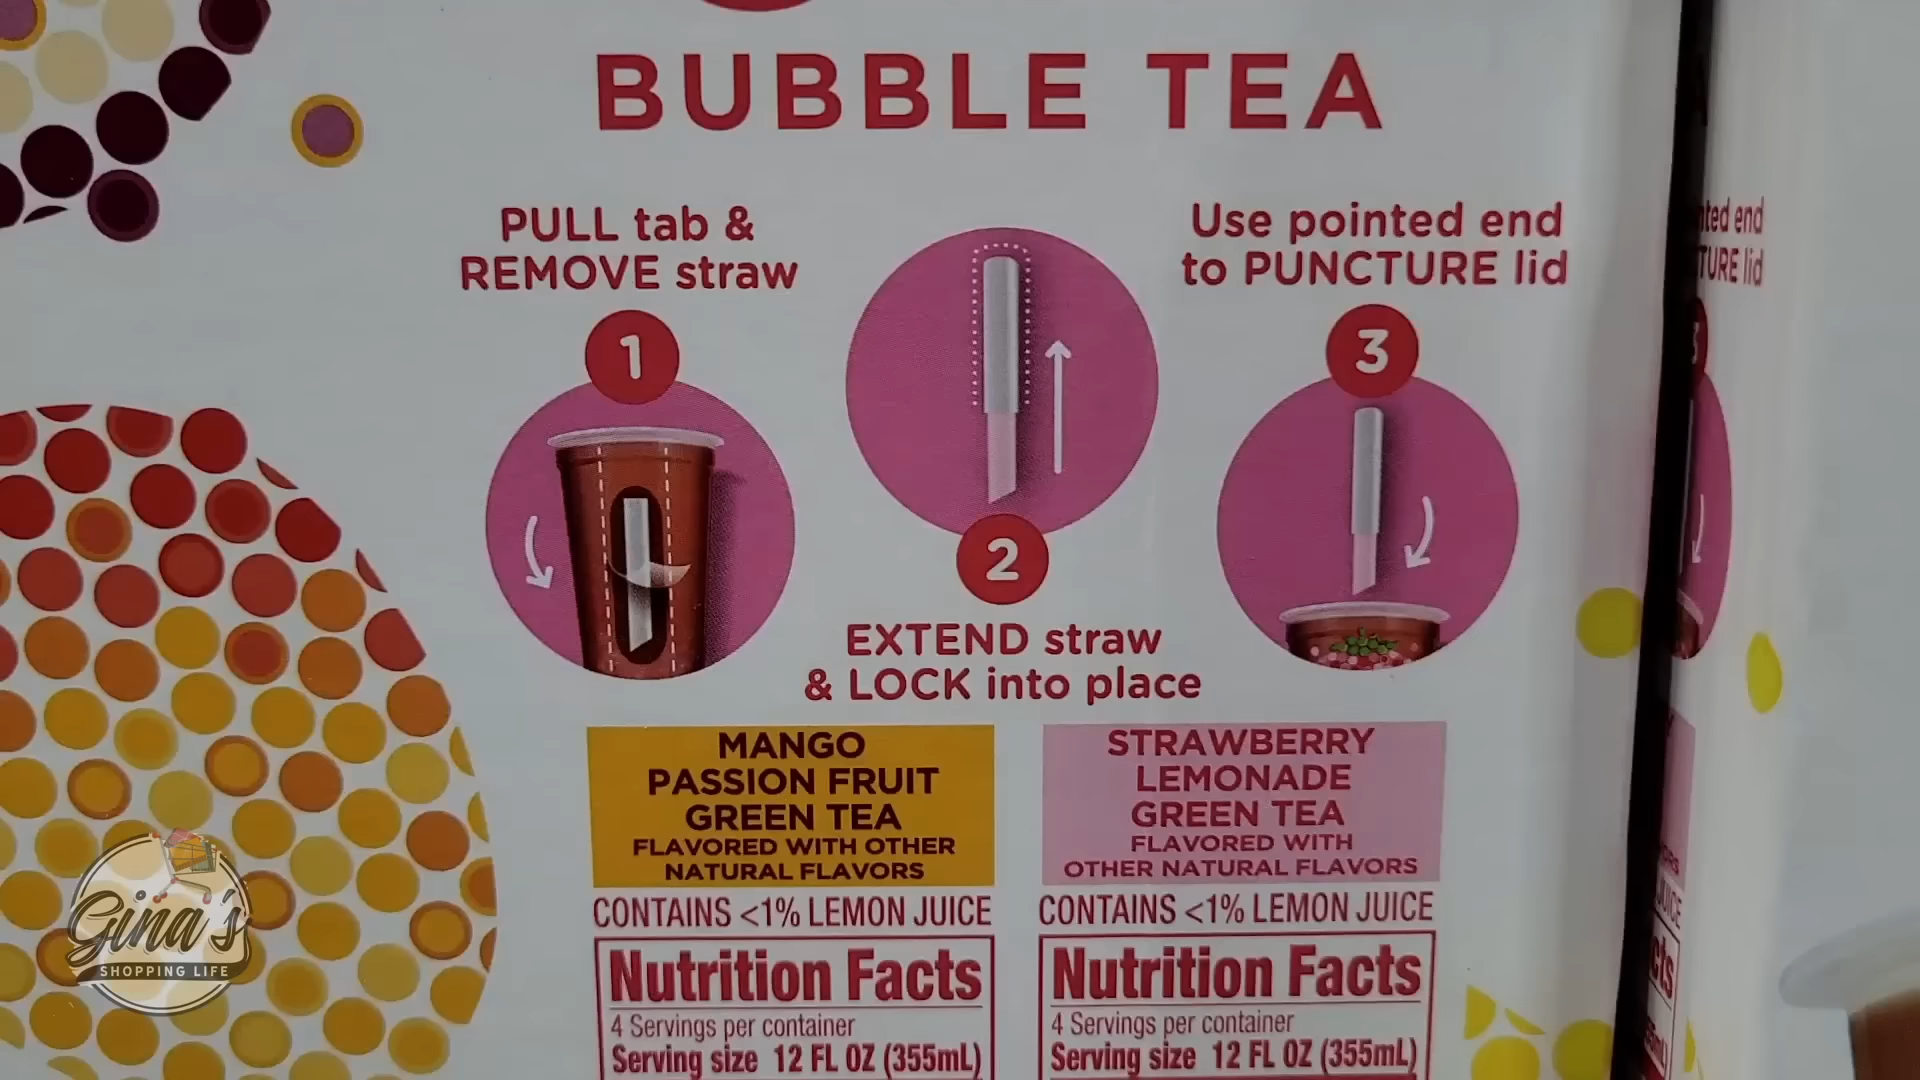 BUBBLE TEA
PULL tab &
REMOVE straw
1
2
EXTEND straw
& LOCK into place
Use pointed end
to PUNCTURE lid
3
MANGO
PASSION FRUIT
GREEN TEA
FLAVORED WITH OTHER
NATURAL FLAVORS
CONTAINS <1% LEMON JUICE
Nutrition Facts
4 Servings per container
Serving size 12 FL OZ (355mL)
STRAWBERRY
LEMONADE
GREEN TEA
FLAVORED WITH
OTHER NATURAL FLAVORS
CONTAINS <1% LEMON JUICE
Nutrition Facts
4 Servings per container
Serving size 12 FL OZ (355mL)
end
lid
3
Gina's
SHOPPING LIFE